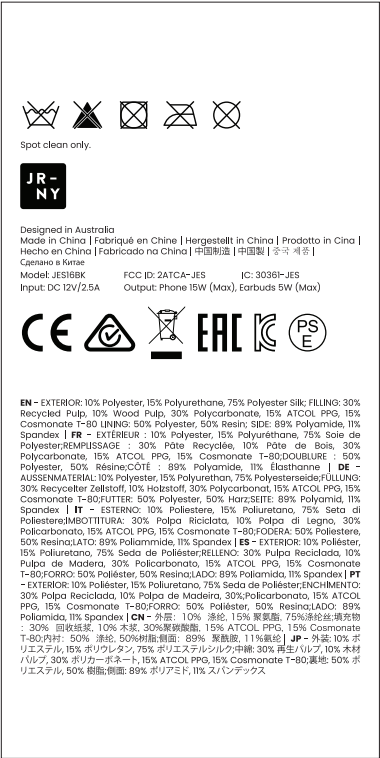 Spot clean only.
JR-
NY
Designed in Australia
Made in China | Fabriqué en Chine | Hergestellt in China | Prodotto in Cina |
Hecho en China | Fabricado na China | 中国制造 | 中国製 | 중국 제품 |
Сделано в Китае
Model: JES16BK FCC ID: 2ATCA-JES IC: 30361-JES
Input: DC 12V/2.5A Output: Phone 15W (Max), Earbuds 5W (Max)
CE EAC KC PS
E
EN - EXTERIOR: 10% Polyester, 15% Polyurethane, 75% Polyester Silk; FILLING: 30%
Recycled Pulp, 10% Wood Pulp, 30% Polycarbonate, 15% ATCOL PPG, 15%
Cosmonate T-80 LINING: 50% Polyester, 50% Resin; SIDE: 89% Polyamide, 11%
Spandex | FR - EXTÉRIEUR : 10% Polyester, 15% Polyuréthane, 75% Soie de
Polyester;REMPLISSAGE : 30% Pâte Recyclée, 10% Pâte de Bois, 30%
Polycarbonate, 15% ATCOL PPG, 15% Cosmonate T-80;DOUBLURE : 50%
Polyester, 50% Résine;CÔTÉ : 89% Polyamide, 11% Élasthanne | DE -
AUSSENMATERIAL: 10% Polyester, 15% Polyurethan, 75% Polyesterseide;FÜLLUNG:
30% Recycelter Zellstoff, 10% Holzstoff, 30% Polycarbonat, 15% ATCOL PPG, 15%
Cosmonate T-80;FUTTER: 50% Polyester, 50% Harz;SEITE: 89% Polyamid, 11%
Spandex | IT - ESTERNO: 10% Poliestere, 15% Poliuretano, 75% Seta di
Poliestere;IMBOTTITURA: 30% Polpa Riciclata, 10% Polpa di Legno, 30%
Policarbonato, 15% ATCOL PPG, 15% Cosmonate T-80;FODERA: 50% Poliestere,
50% Resina;LATO: 89% Poliammide, 11% Spandex | ES - EXTERIOR: 10% Poliéster,
15% Poliuretano, 75% Seda de Poliéster;RELLENO: 30% Pulpa Reciclada, 10%
Pulpa de Madera, 30% Policarbonato, 15% ATCOL PPG, 15% Cosmonate
T-80;FORRO: 50% Poliéster, 50% Resina;LADO: 89% Poliamida, 11% Spandex | PT
- EXTERIOR: 10% Poliéster, 15% Poliuretano, 75% Seda de Poliéster;ENCHIMENTO:
30% Polpa Reciclada, 10% Polpa de Madeira, 30%;Policarbonato, 15% ATCOL
PPG, 15% Cosmonate T-80;FORRO: 50% Poliéster, 50% Resina;LADO: 89%
Poliamida, 11% Spandex | CN - 外层: 10% 涤纶, 15% 聚氨酯, 75%涤纶丝;填充物
: 30% 回收纸浆, 10% 木浆, 30%聚碳酸酯, 15% ATCOL PPG, 15% Cosmonate
T-80;内衬: 50% 涤纶, 50%树脂;侧面: 89% 聚酰胺, 11%氨纶 | JP - 外装: 10% ポ
リエステル, 15% ポリウレタン, 75% ポリエステルシルク;中綿: 30% 再生パルプ, 10% 木材
パルプ, 30% ポリカーボネート, 15% ATCOL PPG, 15% Cosmonate T-80;裏地: 50% ポ
リエステル, 50% 樹脂;側面: 89% ポリアミド, 11% スパンデックス